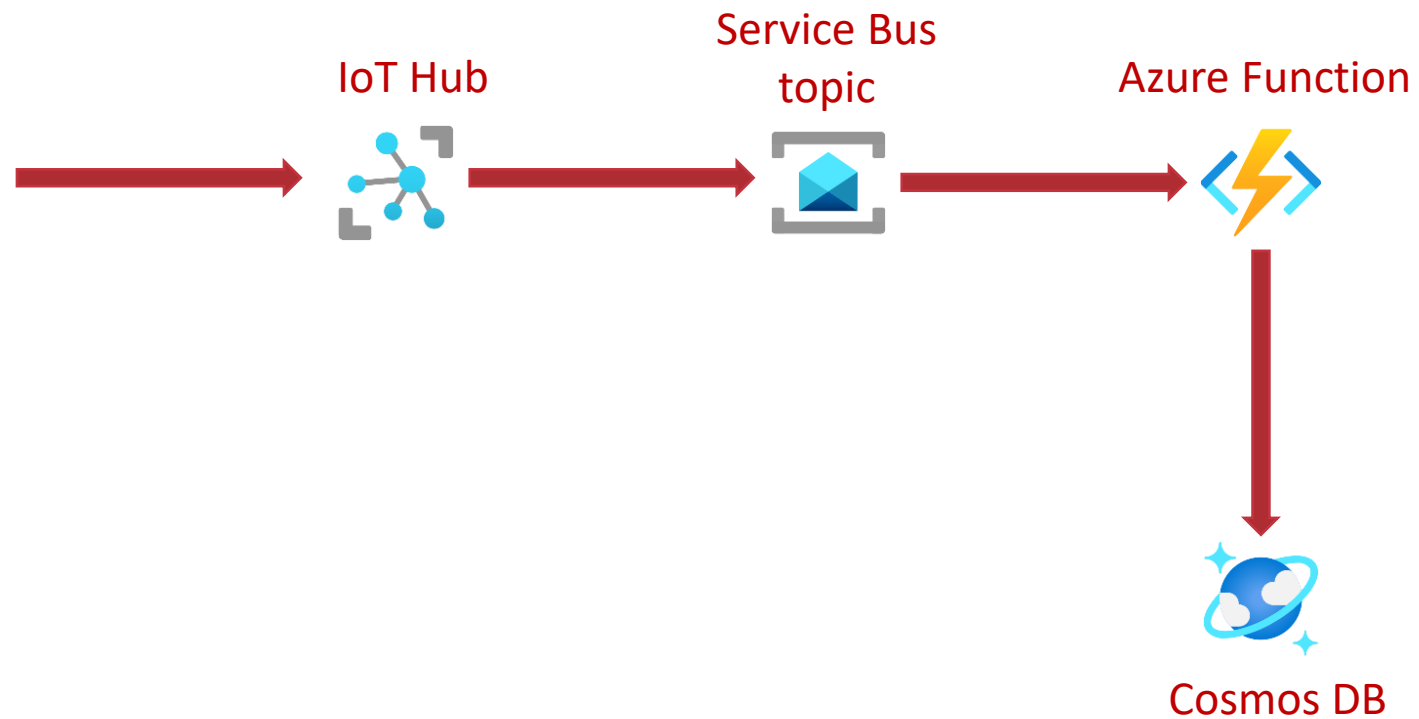 IoT Hub
Service Bus
topic
Azure Function
Cosmos DB